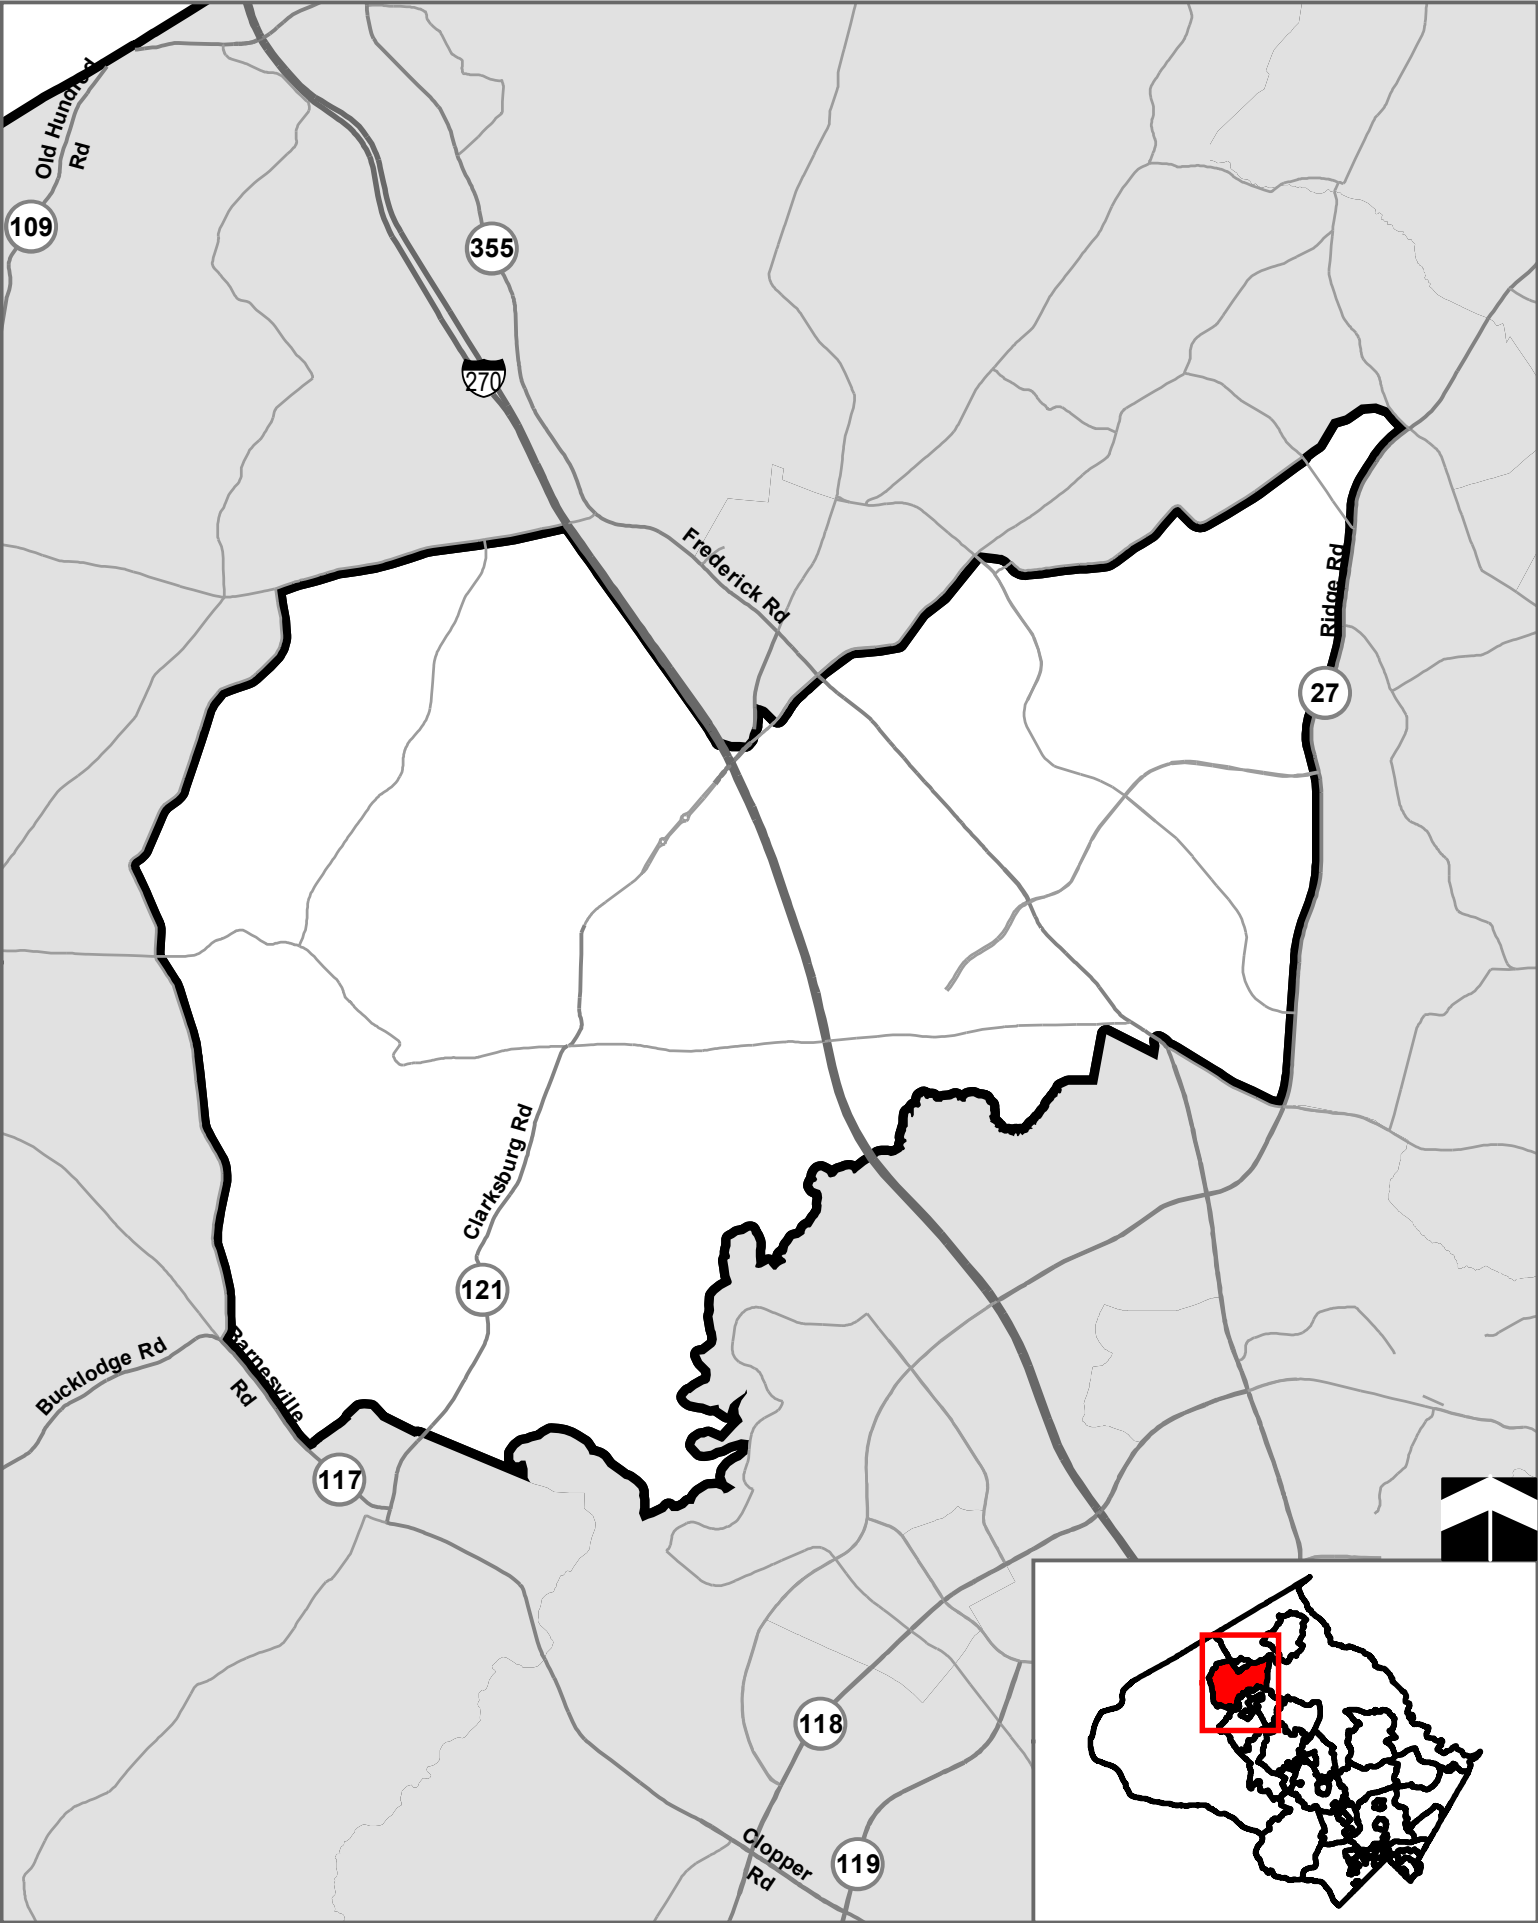 Old Hundred
Rd
109
355
270
Frederick Rd
Ridge Rd
27
Clarksburg Rd
121
Bucklodge Rd
Barnesville
Rd
117
118
Clopper
Rd
119